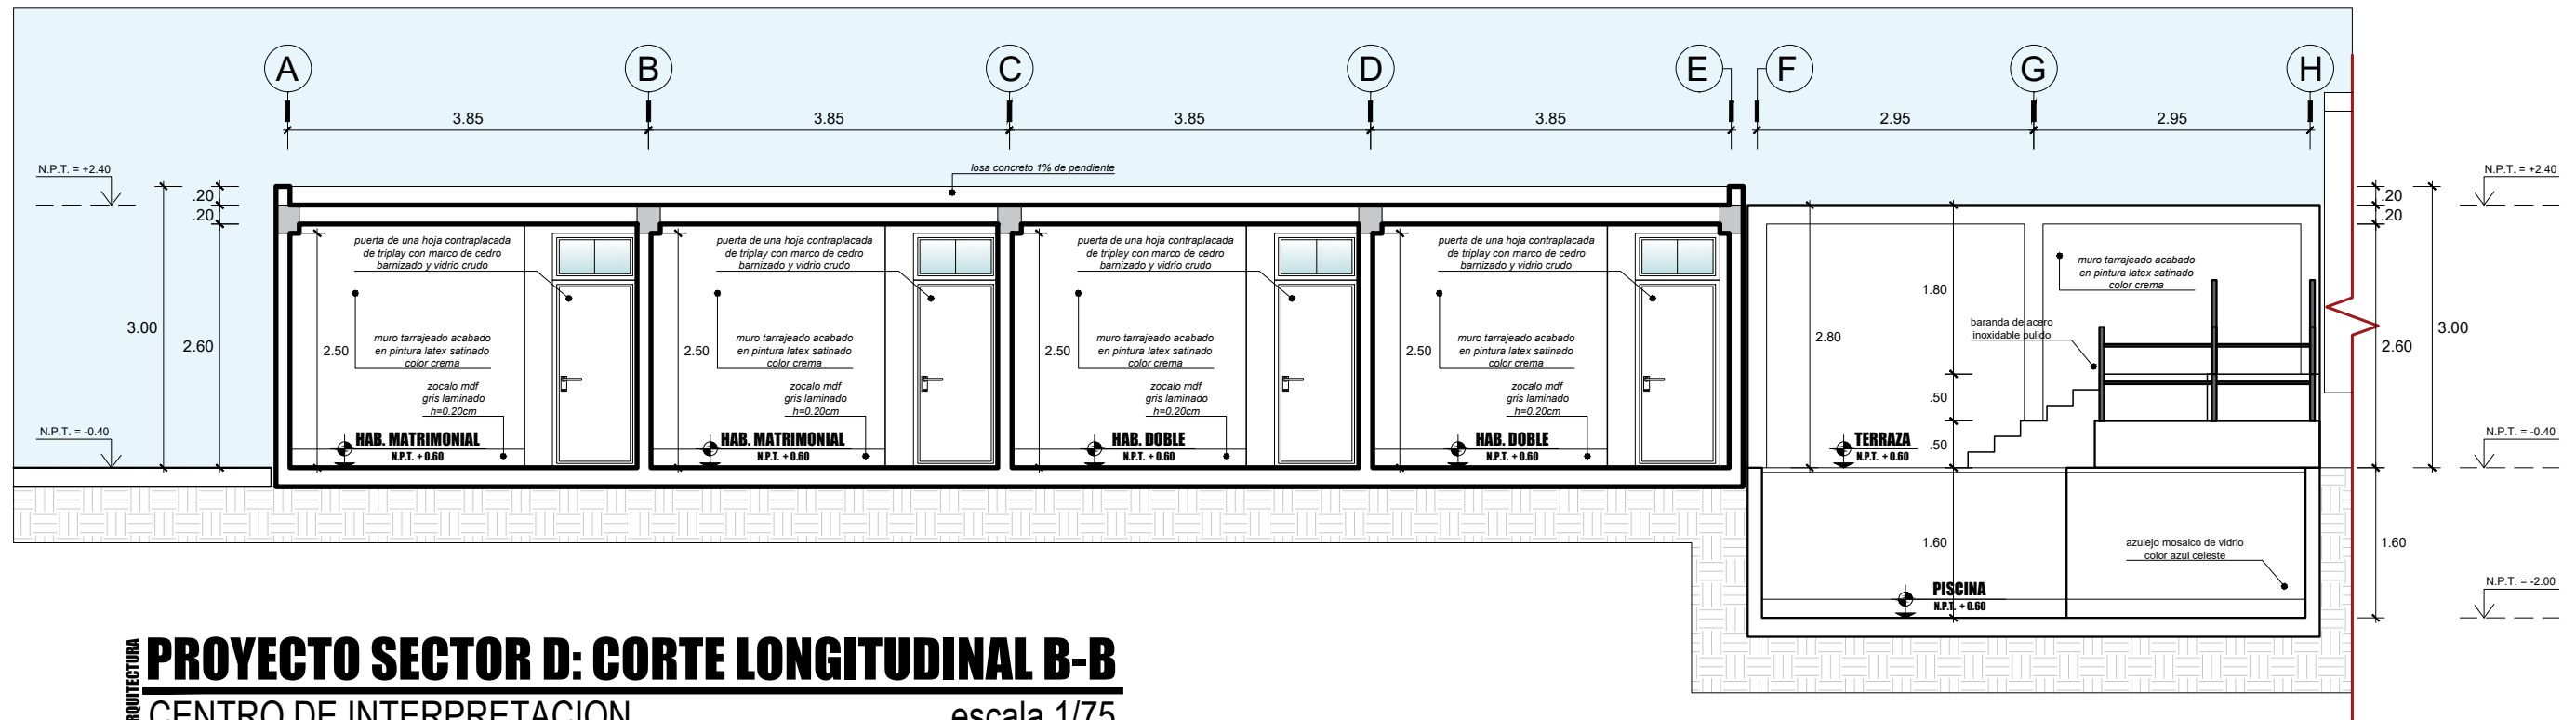 A
B
C
D
E
F
G
H
3.85
3.85
3.85
3.85
2.95
2.95
losa concreto 1% de pendiente
N.P.T. = +2.40
N.P.T. = -0.40
3.00
.20
.20
2.60
puerta de una hoja contraplacada
de triplay con marco de cedro
barnizado y vidrio crudo
2.50
muro tarrajeado acabado
en pintura latex satinado
color crema
zocalo mdf
gris laminado
h=0.20cm
HAB. MATRIMONIAL
N.P.T. + 0.60
puerta de una hoja contraplacada
de triplay con marco de cedro
barnizado y vidrio crudo
2.50
muro tarrajeado acabado
en pintura latex satinado
color crema
zocalo mdf
gris laminado
h=0.20cm
HAB. MATRIMONIAL
N.P.T. + 0.60
puerta de una hoja contraplacada
de triplay con marco de cedro
barnizado y vidrio crudo
2.50
muro tarrajeado acabado
en pintura latex satinado
color crema
zocalo mdf
gris laminado
h=0.20cm
HAB. DOBLE
N.P.T. + 0.60
puerta de una hoja contraplacada
de triplay con marco de cedro
barnizado y vidrio crudo
2.50
muro tarrajeado acabado
en pintura latex satinado
color crema
zocalo mdf
gris laminado
h=0.20cm
HAB. DOBLE
N.P.T. + 0.60
2.80
1.80
.50
.50
1.60
muro tarrajeado acabado
en pintura latex satinado
color crema
baranda de acero
inoxidable pulido
TERRAZA
N.P.T. + 0.60
azulejo mosaico de vidrio
color azul celeste
PISCINA
N.P.T. + 0.60
.20
.20
2.60
3.00
1.60
N.P.T. = +2.40
N.P.T. = -0.40
N.P.T. = -2.00
PROYECTO SECTOR D: CORTE LONGITUDINAL B-B
CENTRO DE INTERPRETACION
escala 1/75